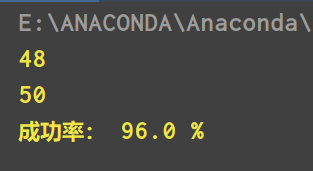 E:\ANACONDA\Anaconda\
48
50
成功率： 96.0 %